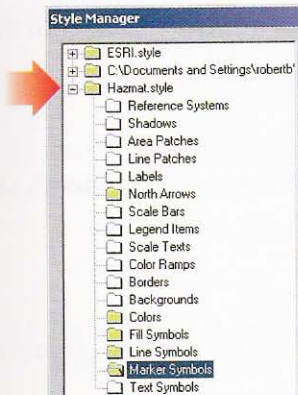 Style Manager
ESRI.style
C:\Documents and Settings\robertb'
Hazmat.style
Reference Systems
Shadows
Area Patches
Line Patches
Labels
North Arrows
Scale Bars
Legend Items
Scale Texts
Color Ramps
Borders
Backgrounds
Colors
Fill Symbols
Line Symbols
Marker Symbols
Text Symbols